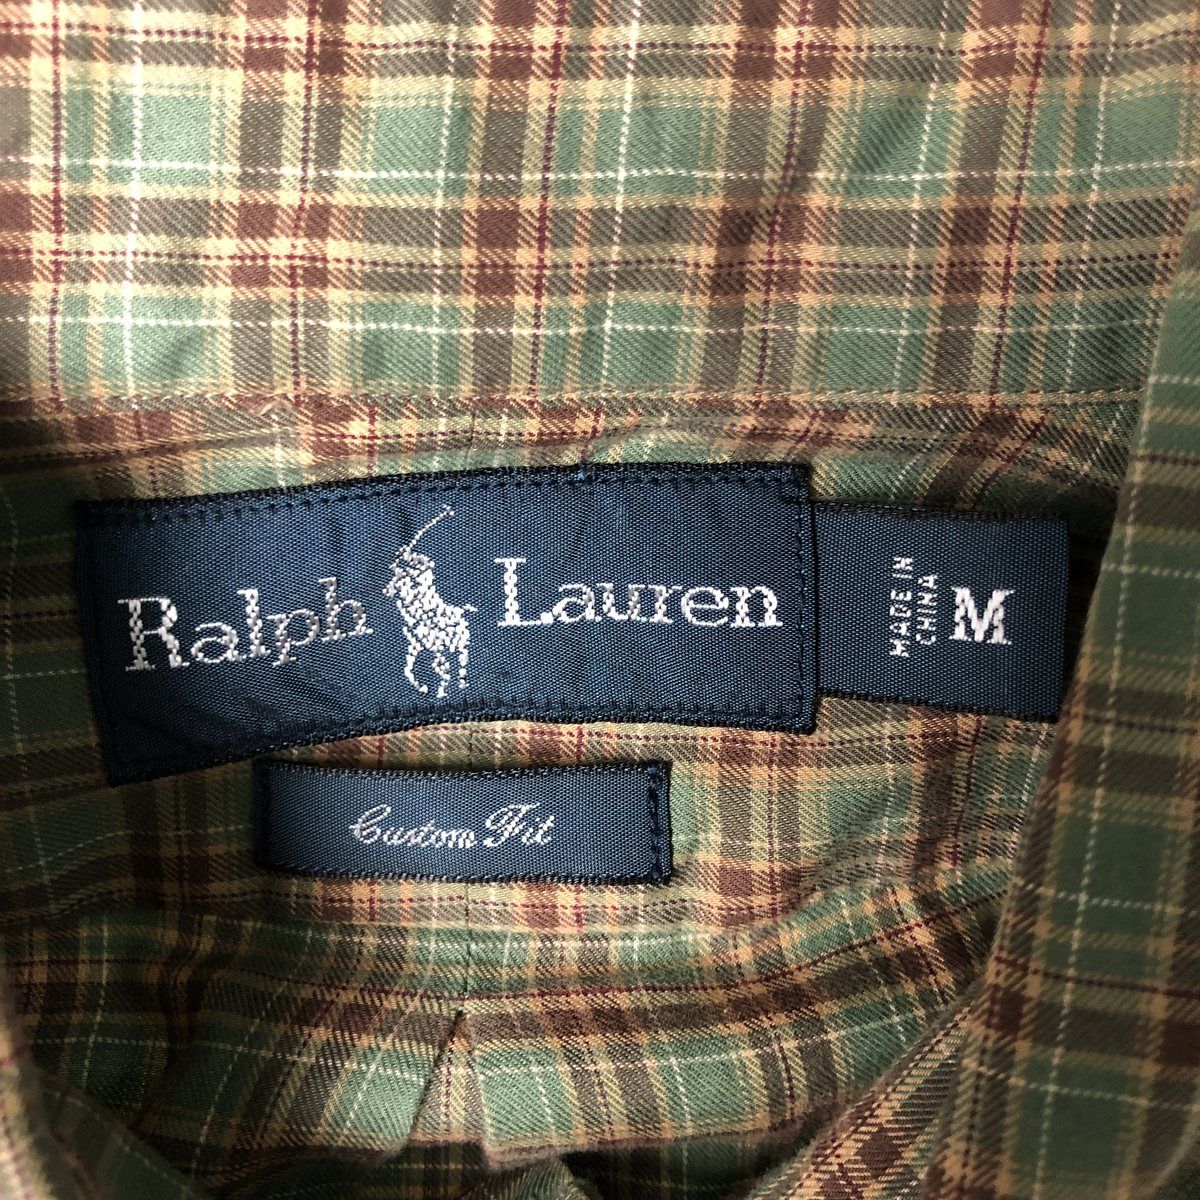 Ralph Lauren
MADE IN
CHINA
M
Custom Fit